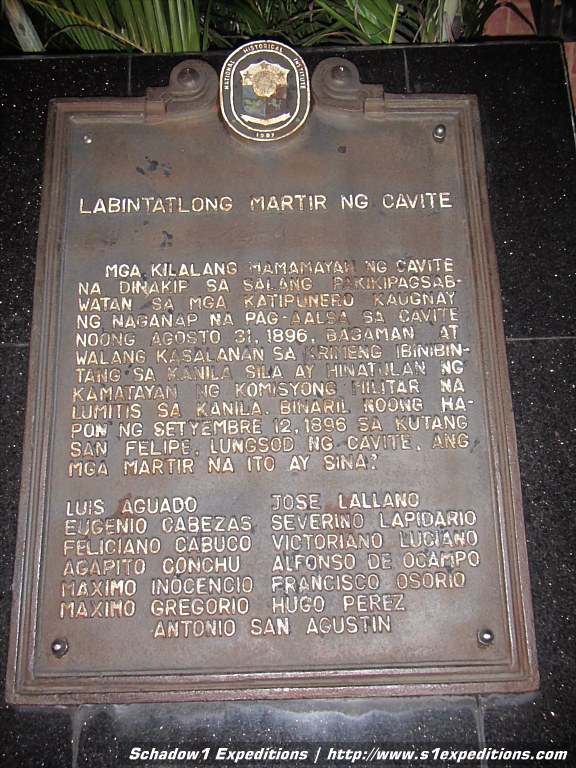 NATIONAL HISTORICAL INSTITUTE
1997
LABINTATLONG MARTIR NG CAVITE
MGA KILALANG MAMAMAYAN NG CAVITE
NA DINAKIP SA SALANG PAKIKIPAGSAB-
WATAN SA MGA KATIPUNERO KAUGNAY
NG NAGANAP NA PAG-AALSA SA CAVITE
NOONG AGOSTO 31, 1896. BAGAMAN AT
WALANG KASALANAN SA KRIMENG IBINIBIN-
TANG SA KANILA SILA AY HINATULAN NG
KAMATAYAN NG KOMISYONG MILITAR NA
LUMITIS SA KANILA. BINARIL NOONG HA-
PON NG SETYEMBRE 12, 1896 SA KUTANG
SAN FELIPE, LUNGSOD NG CAVITE, ANG
MGA MARTIR NA ITO AY SINA:
LUIS AGUADO JOSE LALLANO
EUGENIO CABEZAS SEVERINO LAPIDARIO
FELICIANO CABUCO VICTORIANO LUCIANO
AGAPITO CONCHU ALFONSO DE OCAMPO
MAXIMO INOCENCIO FRANCISCO OSORIO
MAXIMO GREGORIO HUGO PEREZ
ANTONIO SAN AGUSTIN
Schadow1 Expeditions | http://www.s1expeditions.com